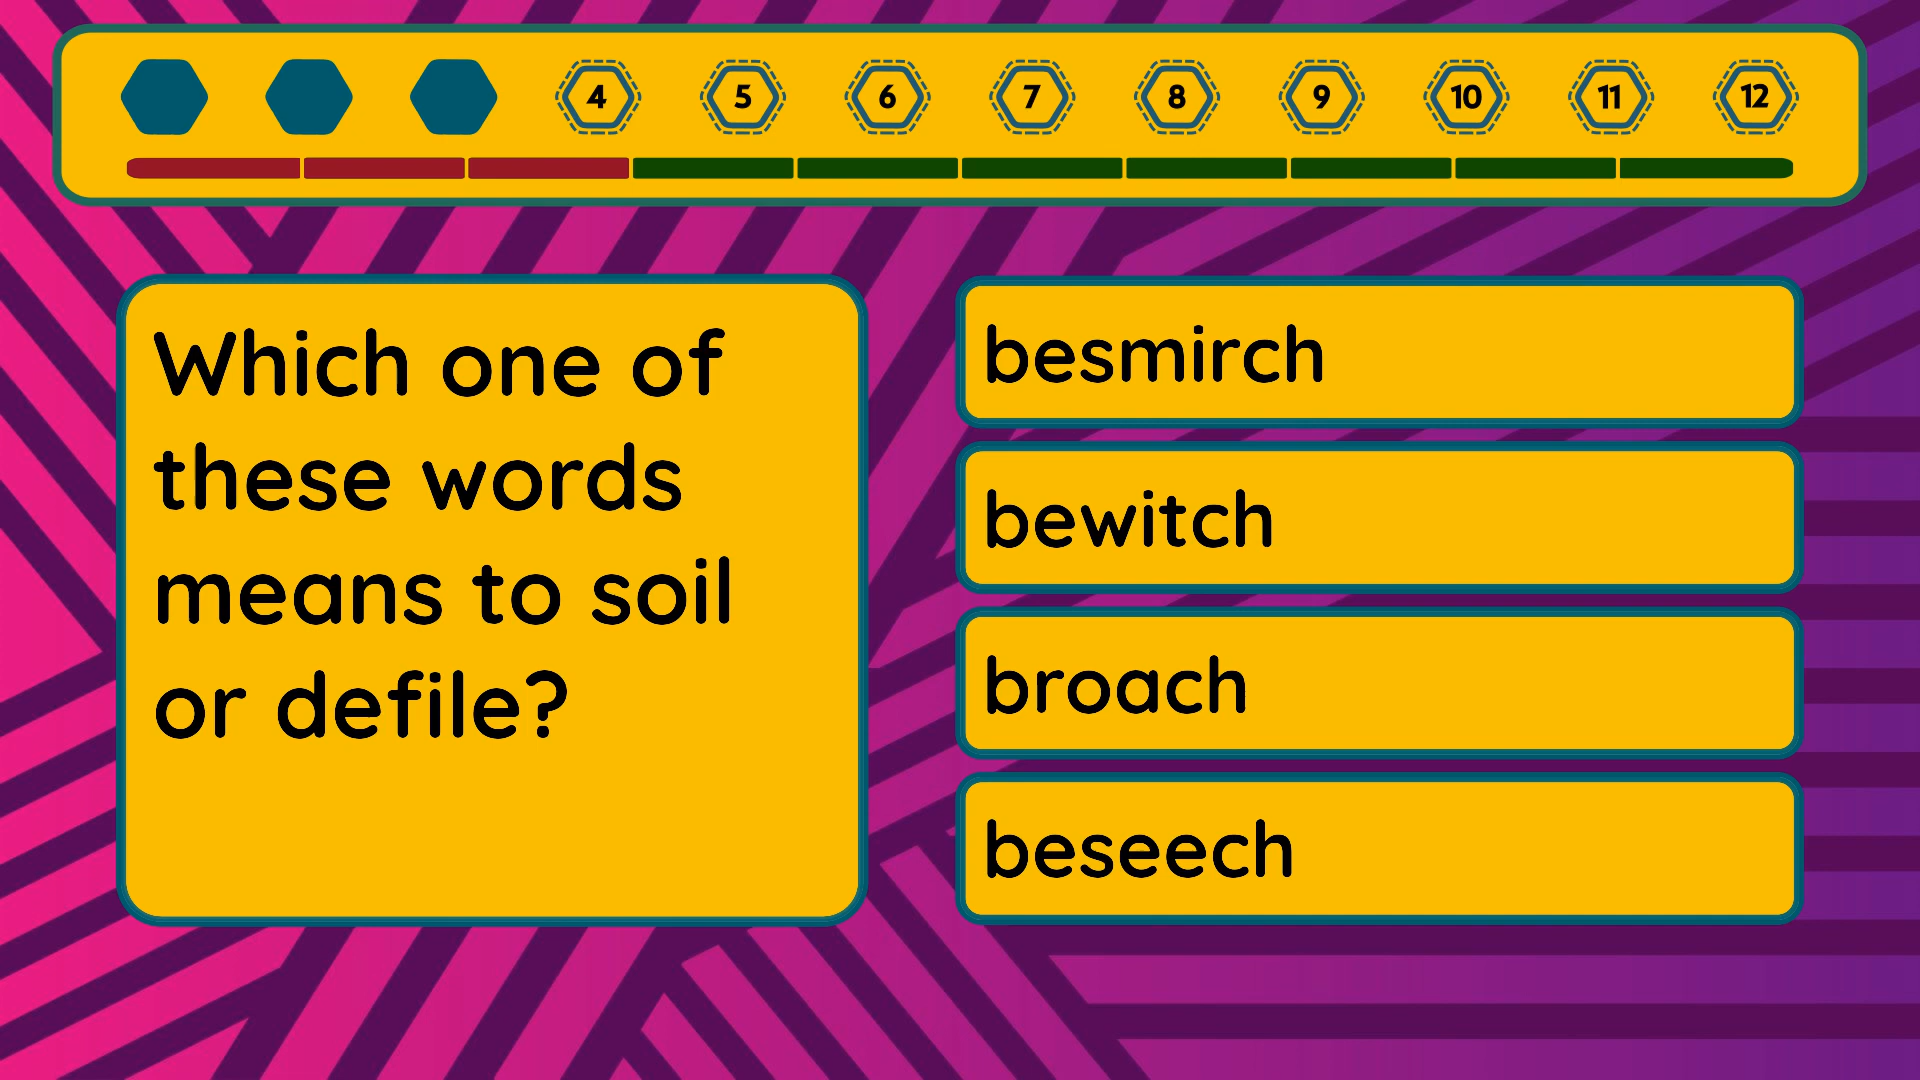 4 5 6 7 8 9 10 11 12
Which one of
these words
means to soil
or defile?
besmirch
bewitch
broach
beseech